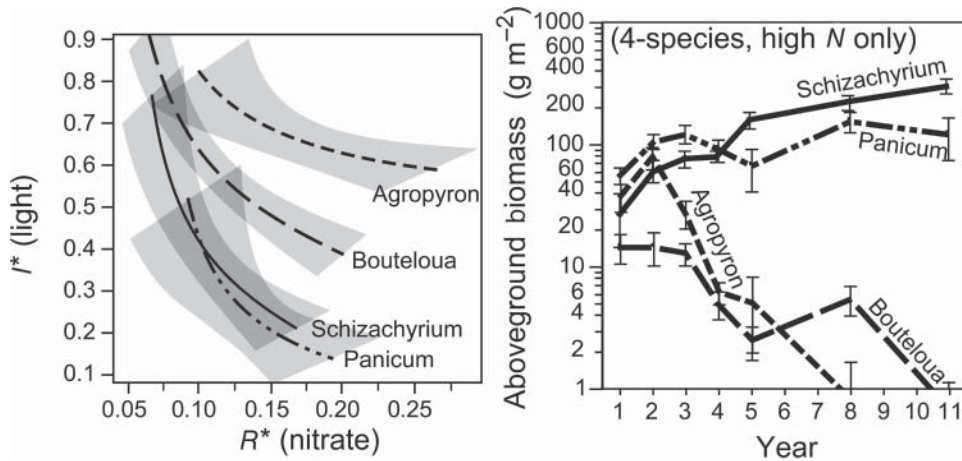 0.9
0.8
0.7
0.6
0.5
0.4
0.3
0.2
0.1
I* (light)
Agropyron
Bouteloua
Schizachyrium
Panicum
0.05 0.10 0.15 0.20 0.25
R* (nitrate)
Aboveground biomass (g m⁻²)
1000
600
400
200
100
60
40
20
10
6
4
2
1
(4-species, high N only)
Schizachyrium
Panicum
Agropyron
Bouteloua
1 2 3 4 5 6 7 8 9 10 11
Year